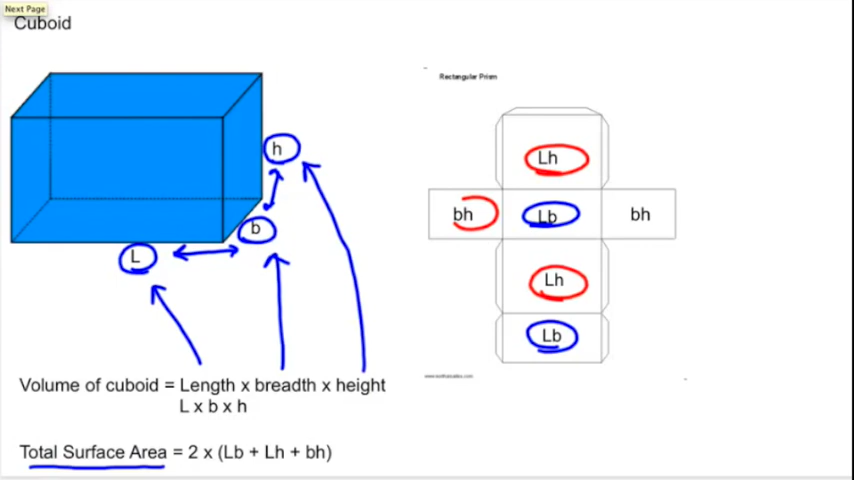 Next Page
Cuboid
Rectangular Prism
h
b
L
Lh
bh
Lb
bh
Lh
Lb
Volume of cuboid = Length x breadth x height
L x b x h
Total Surface Area = 2 x (Lb + Lh + bh)